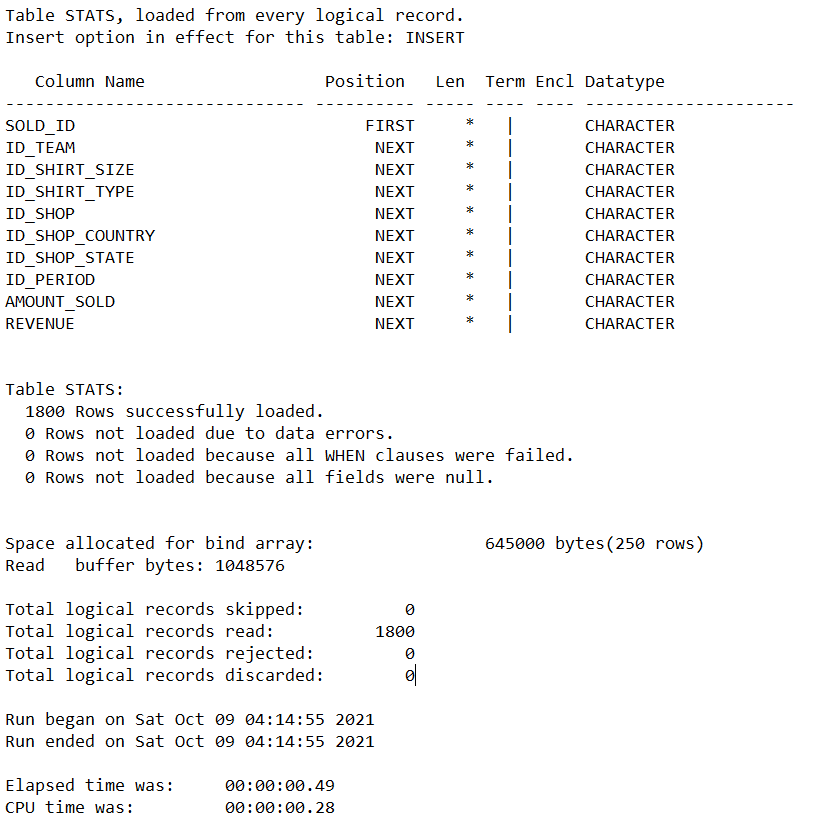 Table STATS, loaded from every logical record.
Insert option in effect for this table: INSERT
   Column Name                  Position   Len  Term Encl Datatype
------------------------------ ---------- ----- ---- ---- ---------------------
SOLD_ID                             FIRST     *   |       CHARACTER
ID_TEAM                              NEXT     *   |       CHARACTER
ID_SHIRT_SIZE                        NEXT     *   |       CHARACTER
ID_SHIRT_TYPE                        NEXT     *   |       CHARACTER
ID_SHOP                              NEXT     *   |       CHARACTER
ID_SHOP_COUNTRY                      NEXT     *   |       CHARACTER
ID_SHOP_STATE                        NEXT     *   |       CHARACTER
ID_PERIOD                            NEXT     *   |       CHARACTER
AMOUNT_SOLD                          NEXT     *   |       CHARACTER
REVENUE                              NEXT     *   |       CHARACTER
Table STATS:
  1800 Rows successfully loaded.
  0 Rows not loaded due to data errors.
  0 Rows not loaded because all WHEN clauses were failed.
  0 Rows not loaded because all fields were null.
Space allocated for bind array:                 645000 bytes(250 rows)
Read   buffer bytes: 1048576
Total logical records skipped:          0
Total logical records read:          1800
Total logical records rejected:         0
Total logical records discarded:        0
Run began on Sat Oct 09 04:14:55 2021
Run ended on Sat Oct 09 04:14:55 2021
Elapsed time was:     00:00:00.49
CPU time was:         00:00:00.28